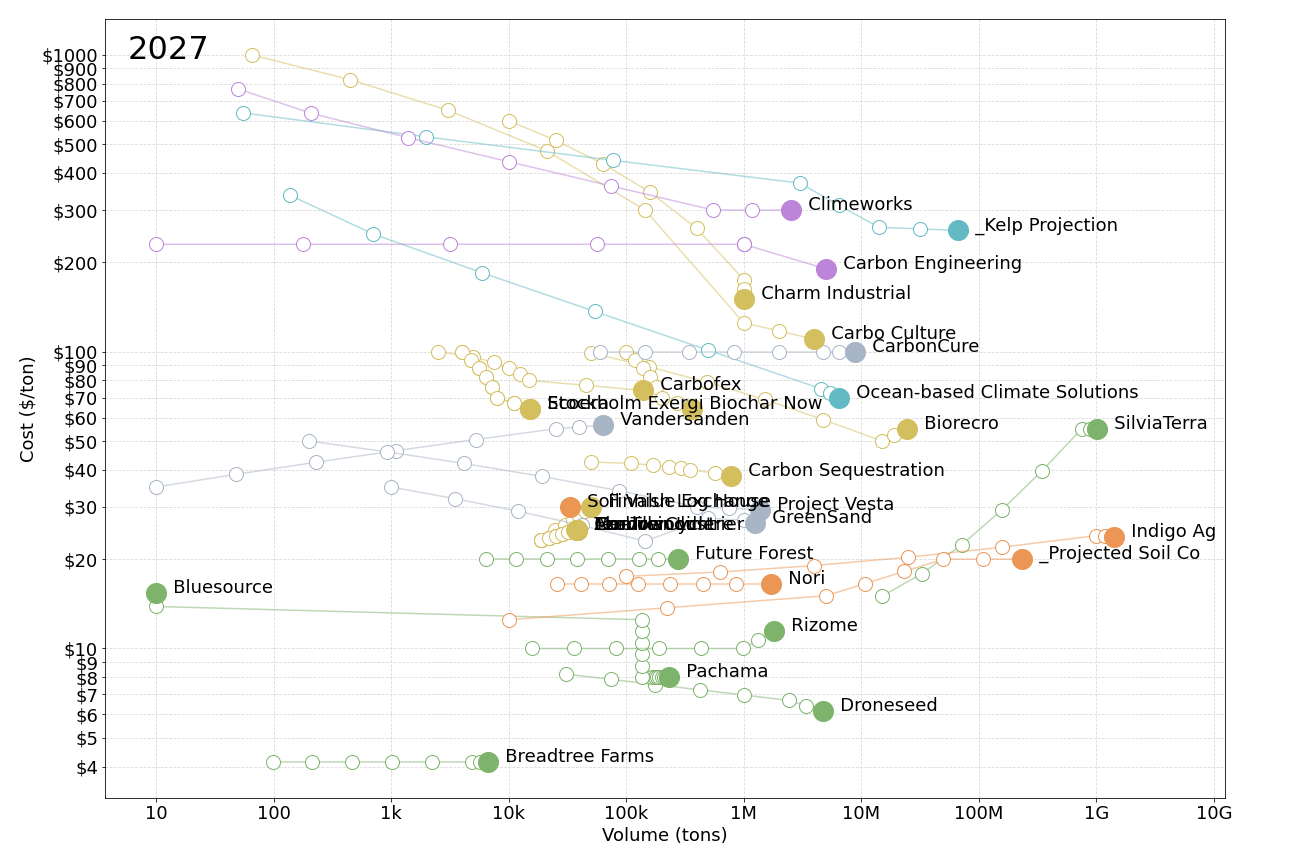 2027
$1000
$900
$800
$700
$600
$500
$400
$300
$200
$100
$90
$80
$70
$60
$50
$40
$30
$20
$10
$9
$8
$7
$6
$5
$4
Cost ($/ton)
Climeworks
_Kelp Projection
Carbon Engineering
Charm Industrial
Carbo Culture
CarbonCure
Carbofex
Ocean-based Climate Solutions
Stockholm Exergi Biochar Now
Vandersanden
Biorecro
SilviaTerra
Carbon Sequestration
Project Vesta
GreenSand
Indigo Ag
_Projected Soil Co
Future Forest
Nori
Bluesource
Rizome
Pachama
Droneseed
Breadtree Farms
10
100
1k
10k
100k
1M
10M
100M
1G
10G
Volume (tons)